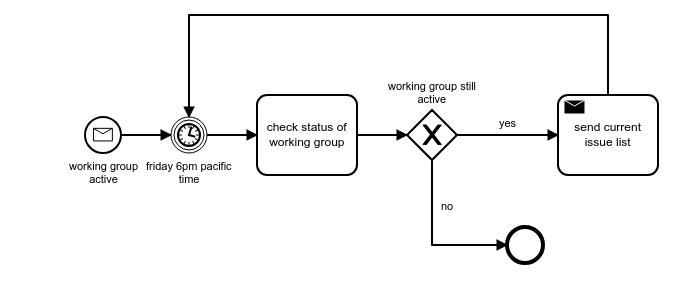 working group still
active
yes
send current
issue list
check status of
working group
working group
active
friday 6pm pacific
time
no